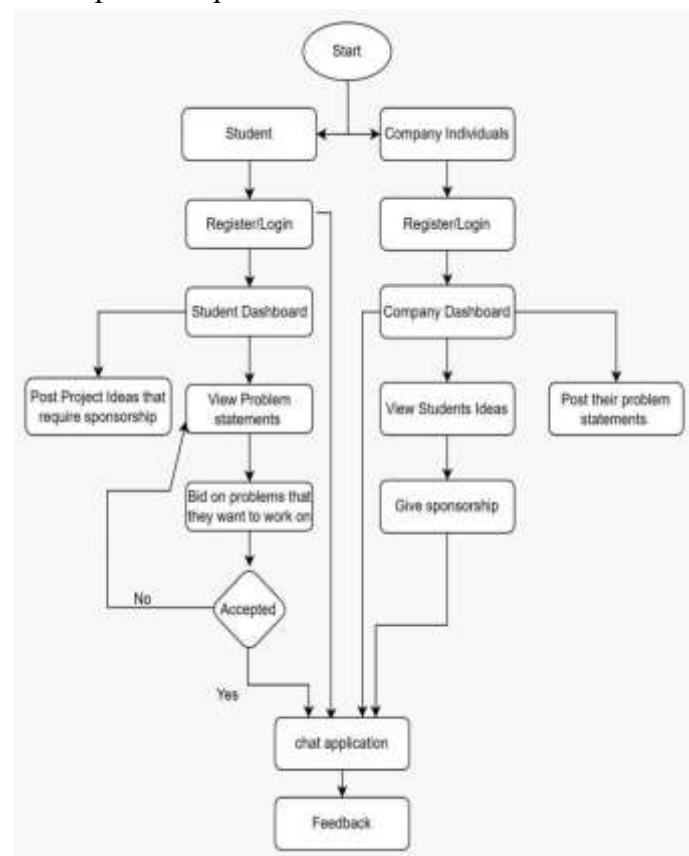 Start
Student
Company Individuals
Register/Login
Register/Login
Student Dashboard
Company Dashboard
Post Project Ideas that
require sponsorship
View Problem
statements
View Students Ideas
Post their problem
statements
Bid on problems that
they want to work on
Give sponsorship
No
Accepted
Yes
chat application
Feedback